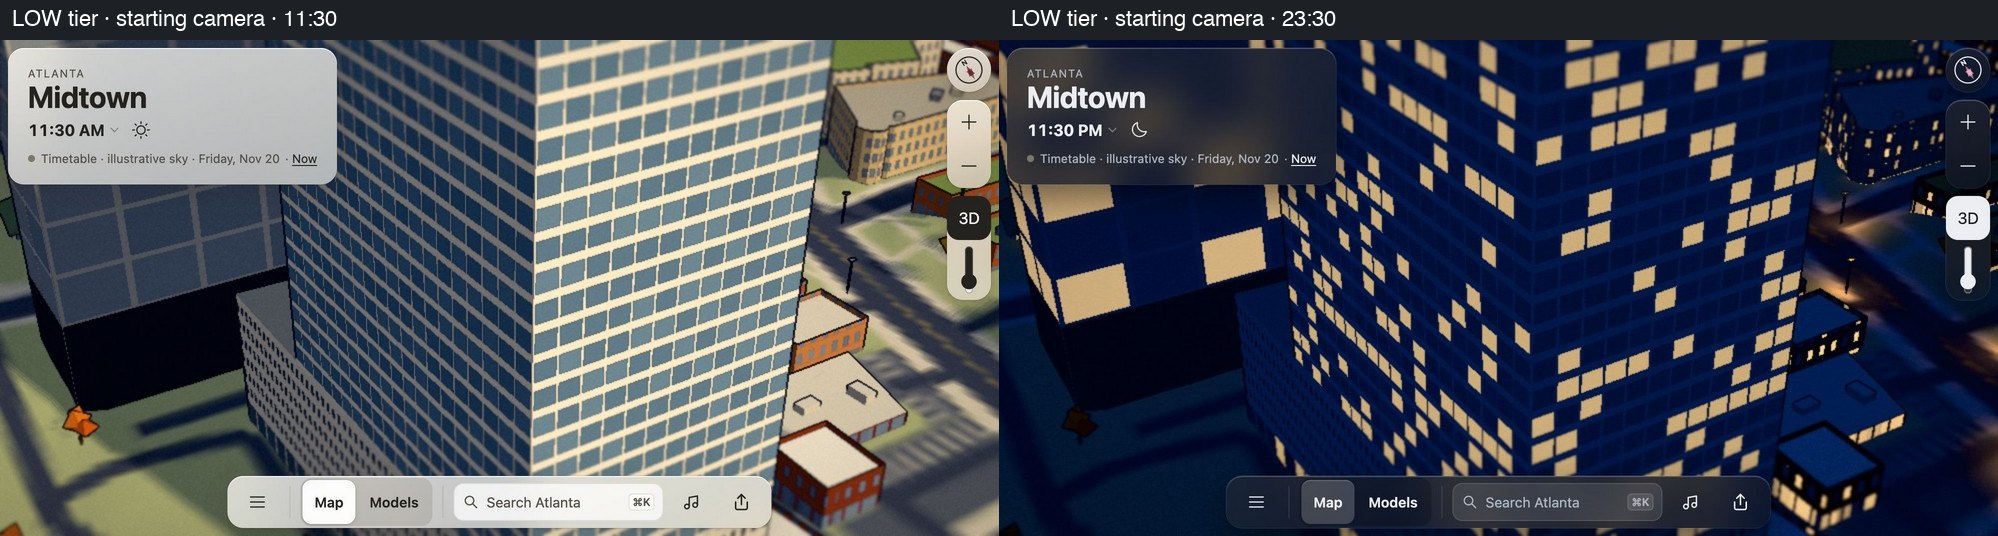 LOW tier · starting camera · 11:30
ATLANTA
Midtown
11:30 AM
Timetable · illustrative sky · Friday, Nov 20 · Now
N
+
−
3D
Map Models Search Atlanta ⌘K
LOW tier · starting camera · 23:30
ATLANTA
Midtown
11:30 PM
Timetable · illustrative sky · Friday, Nov 20 · Now
N
+
−
3D
Map Models Search Atlanta ⌘K